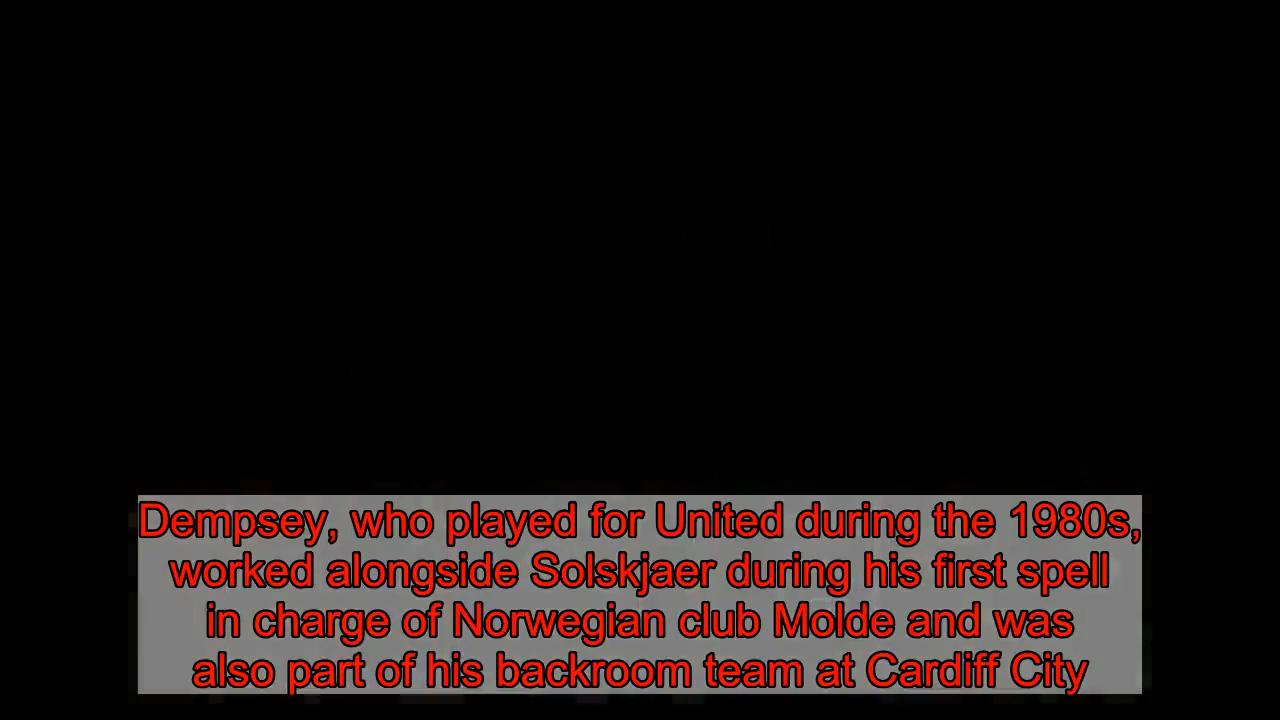 Dempsey, who played for United during the 1980s,
worked alongside Solskjaer during his first spell
in charge of Norwegian club Molde and was
also part of his backroom team at Cardiff City